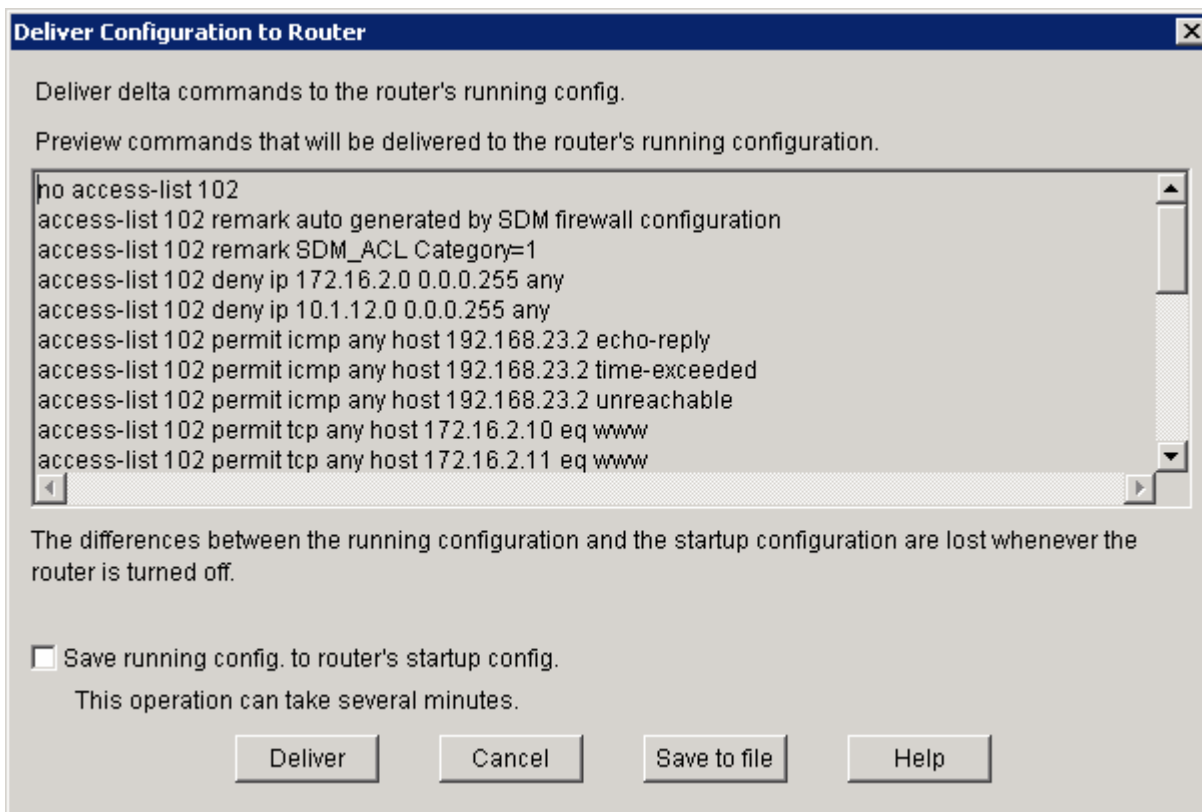 Deliver Configuration to Router
Deliver delta commands to the router's running config.
Preview commands that will be delivered to the router's running configuration.
no access-list 102
access-list 102 remark auto generated by SDM firewall configuration
access-list 102 remark SDM_ACL Category=1
access-list 102 deny ip 172.16.2.0 0.0.0.255 any
access-list 102 deny ip 10.1.12.0 0.0.0.255 any
access-list 102 permit icmp any host 192.168.23.2 echo-reply
access-list 102 permit icmp any host 192.168.23.2 time-exceeded
access-list 102 permit icmp any host 192.168.23.2 unreachable
access-list 102 permit tcp any host 172.16.2.10 eq www
access-list 102 permit tcp any host 172.16.2.11 eq www
The differences between the running configuration and the startup configuration are lost whenever the
router is turned off.
Save running config. to router's startup config.
This operation can take several minutes.
Deliver Cancel Save to file Help